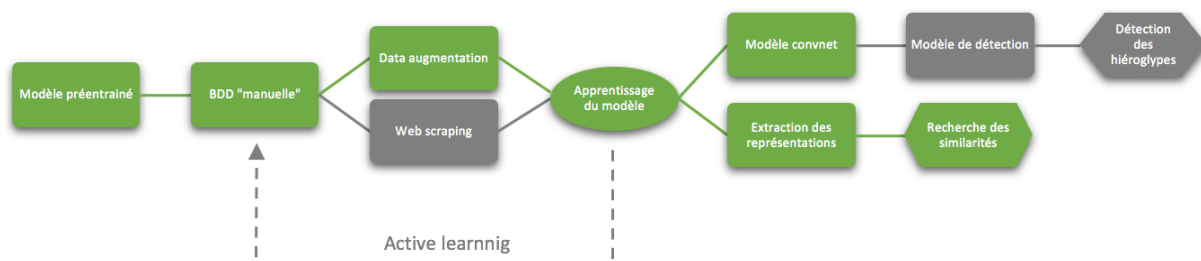 Modèle préentrainé
BDD "manuelle"
Data augmentation
Web scraping
Apprentissage
du modèle
Modèle convnet
Modèle de détection
Détection
des
hiéroglypes
Extraction des
représentations
Recherche des
similarités
Active learnnig